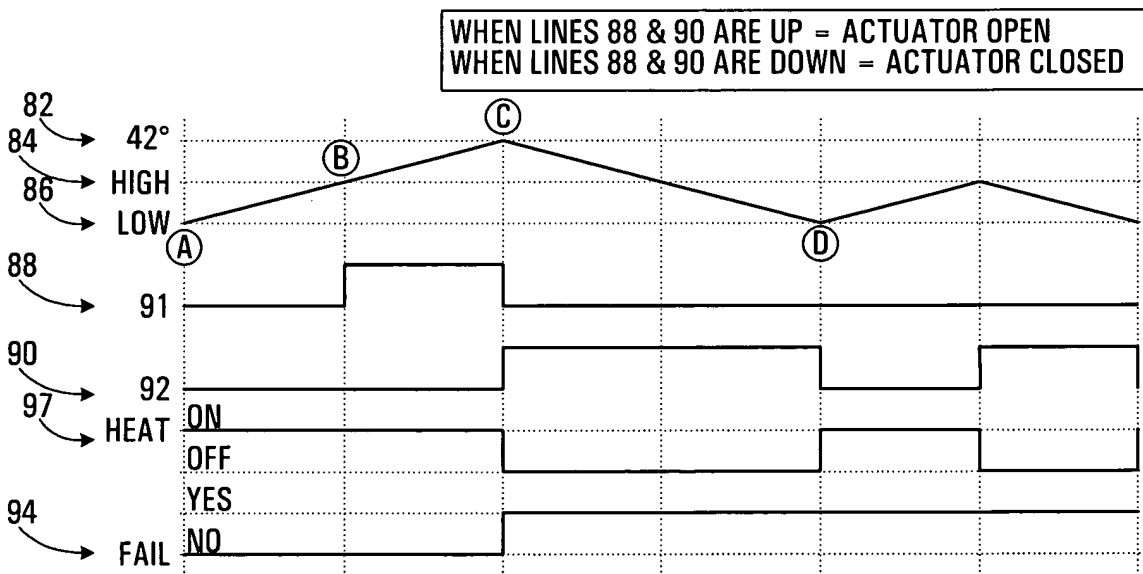 WHEN LINES 88 & 90 ARE UP = ACTUATOR OPEN
WHEN LINES 88 & 90 ARE DOWN = ACTUATOR CLOSED
82
42°
C
84
B
HIGH
86
LOW
A
D
88
91
90
92
97
ON
HEAT
OFF
YES
94
NO
FAIL